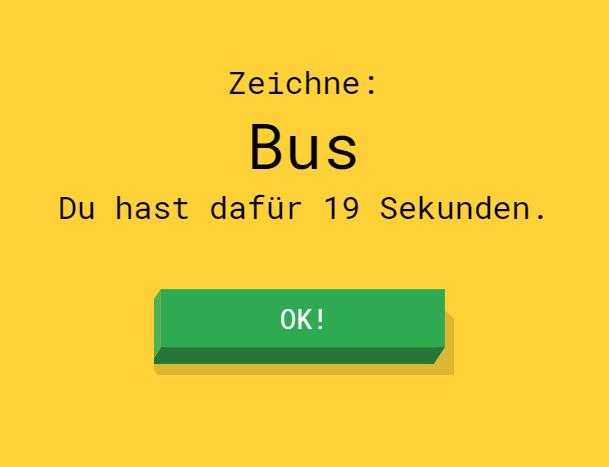 Zeichne:
Bus
Du hast dafür 19 Sekunden.
OK!